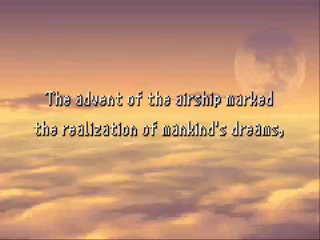 The advent of the airship marked
the realization of mankind's dreams,